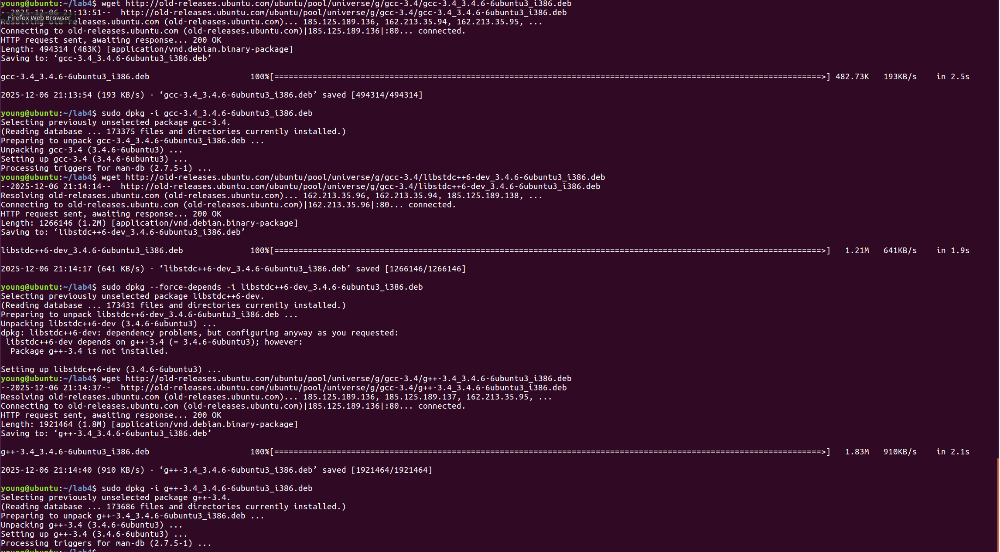 young@ubuntu:~/lab4$ wget http://old-releases.ubuntu.com/ubuntu/pool/universe/g/gcc-3.4/gcc-3.4_3.4.6-6ubuntu3_i386.deb
--2025-12-06 21:13:51--  http://old-releases.ubuntu.com/ubuntu/pool/universe/g/gcc-3.4/gcc-3.4_3.4.6-6ubuntu3_i386.deb
Firefox Web Browser
Resolving old-releases.ubuntu.com (old-releases.ubuntu.com)... 185.125.189.136, 162.213.35.94, 162.213.35.95, ...
Connecting to old-releases.ubuntu.com (old-releases.ubuntu.com)|185.125.189.136|:80... connected.
HTTP request sent, awaiting response... 200 OK
Length: 494314 (483K) [application/vnd.debian.binary-package]
Saving to: ‘gcc-3.4_3.4.6-6ubuntu3_i386.deb’
gcc-3.4_3.4.6-6ubuntu3_i386.deb 100%[==================================================================================================================>] 482.73K 193KB/s in 2.5s
2025-12-06 21:13:54 (193 KB/s) - ‘gcc-3.4_3.4.6-6ubuntu3_i386.deb’ saved [494314/494314]
young@ubuntu:~/lab4$ sudo dpkg -i gcc-3.4_3.4.6-6ubuntu3_i386.deb
Selecting previously unselected package gcc-3.4.
(Reading database ... 173375 files and directories currently installed.)
Preparing to unpack gcc-3.4_3.4.6-6ubuntu3_i386.deb ...
Unpacking gcc-3.4 (3.4.6-6ubuntu3) ...
Setting up gcc-3.4 (3.4.6-6ubuntu3) ...
Processing triggers for man-db (2.7.5-1) ...
young@ubuntu:~/lab4$ wget http://old-releases.ubuntu.com/ubuntu/pool/universe/g/gcc-3.4/libstdc++6-dev_3.4.6-6ubuntu3_i386.deb
--2025-12-06 21:14:14--  http://old-releases.ubuntu.com/ubuntu/pool/universe/g/gcc-3.4/libstdc++6-dev_3.4.6-6ubuntu3_i386.deb
Resolving old-releases.ubuntu.com (old-releases.ubuntu.com)... 162.213.35.96, 162.213.35.94, 185.125.189.138, ...
Connecting to old-releases.ubuntu.com (old-releases.ubuntu.com)|162.213.35.96|:80... connected.
HTTP request sent, awaiting response... 200 OK
Length: 1266146 (1.2M) [application/vnd.debian.binary-package]
Saving to: ‘libstdc++6-dev_3.4.6-6ubuntu3_i386.deb’
libstdc++6-dev_3.4.6-6ubuntu3_i386.deb 100%[==================================================================================================================>] 1.21M 641KB/s in 1.9s
2025-12-06 21:14:17 (641 KB/s) - ‘libstdc++6-dev_3.4.6-6ubuntu3_i386.deb’ saved [1266146/1266146]
young@ubuntu:~/lab4$ sudo dpkg --force-depends -i libstdc++6-dev_3.4.6-6ubuntu3_i386.deb
Selecting previously unselected package libstdc++6-dev.
(Reading database ... 173431 files and directories currently installed.)
Preparing to unpack libstdc++6-dev_3.4.6-6ubuntu3_i386.deb ...
Unpacking libstdc++6-dev (3.4.6-6ubuntu3) ...
dpkg: libstdc++6-dev: dependency problems, but configuring anyway as you requested:
 libstdc++6-dev depends on g++-3.4 (= 3.4.6-6ubuntu3); however:
  Package g++-3.4 is not installed.
Setting up libstdc++6-dev (3.4.6-6ubuntu3) ...
young@ubuntu:~/lab4$ wget http://old-releases.ubuntu.com/ubuntu/pool/universe/g/gcc-3.4/g++-3.4_3.4.6-6ubuntu3_i386.deb
--2025-12-06 21:14:37--  http://old-releases.ubuntu.com/ubuntu/pool/universe/g/gcc-3.4/g++-3.4_3.4.6-6ubuntu3_i386.deb
Resolving old-releases.ubuntu.com (old-releases.ubuntu.com)... 185.125.189.136, 185.125.189.137, 162.213.35.95, ...
Connecting to old-releases.ubuntu.com (old-releases.ubuntu.com)|185.125.189.136|:80... connected.
HTTP request sent, awaiting response... 200 OK
Length: 1921464 (1.8M) [application/vnd.debian.binary-package]
Saving to: ‘g++-3.4_3.4.6-6ubuntu3_i386.deb’
g++-3.4_3.4.6-6ubuntu3_i386.deb 100%[==================================================================================================================>] 1.83M 910KB/s in 2.1s
2025-12-06 21:14:40 (910 KB/s) - ‘g++-3.4_3.4.6-6ubuntu3_i386.deb’ saved [1921464/1921464]
young@ubuntu:~/lab4$ sudo dpkg -i g++-3.4_3.4.6-6ubuntu3_i386.deb
Selecting previously unselected package g++-3.4.
(Reading database ... 173686 files and directories currently installed.)
Preparing to unpack g++-3.4_3.4.6-6ubuntu3_i386.deb ...
Unpacking g++-3.4 (3.4.6-6ubuntu3) ...
Setting up g++-3.4 (3.4.6-6ubuntu3) ...
Processing triggers for man-db (2.7.5-1) ...
young@ubuntu:~/lab4$